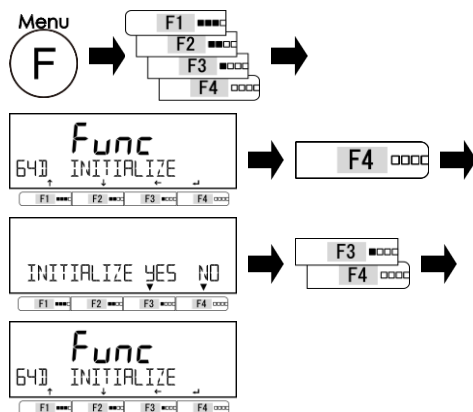 Menu
F
F1
F2
F3
F4
Func
64D INITIALIZE
F1 F2 F3 F4
F4
INITIALIZE YES NO
F1 F2 F3 F4
F3
F4
Func
64D INITIALIZE
F1 F2 F3 F4